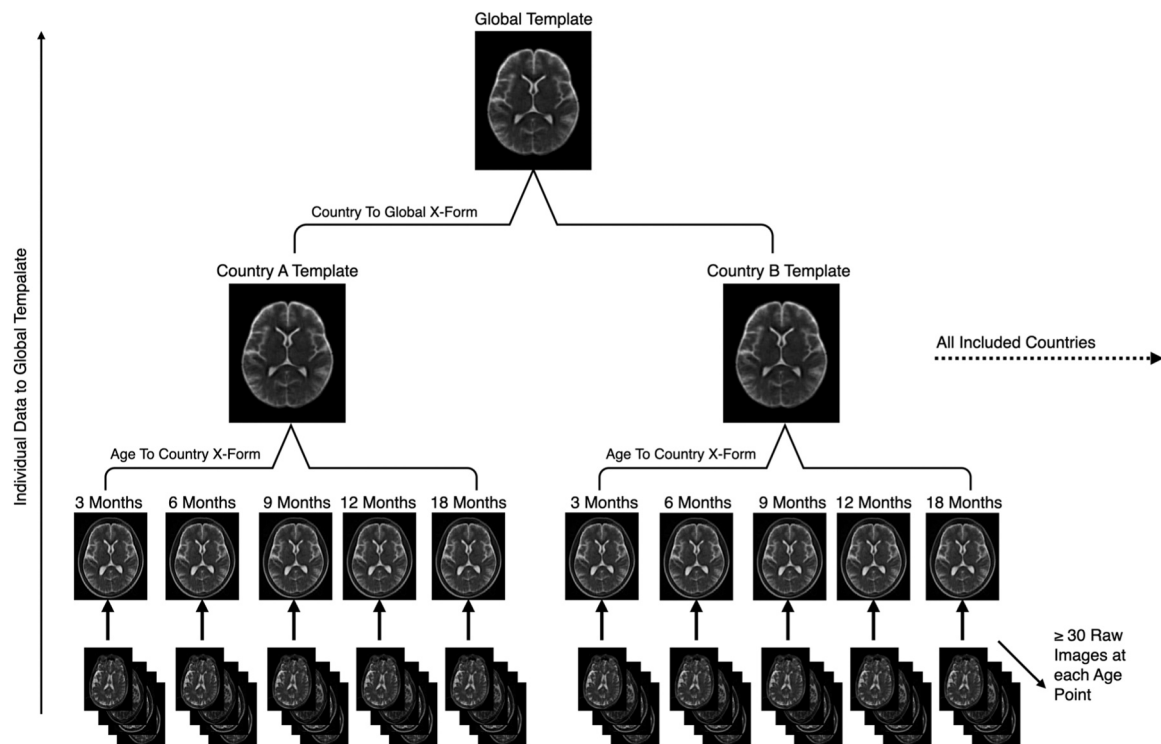 Global Template
Individual Data to Global Tempalate
Country To Global X-Form
Country A Template
Country B Template
All Included Countries
Age To Country X-Form
Age To Country X-Form
3 Months
6 Months
9 Months
12 Months
18 Months
3 Months
6 Months
9 Months
12 Months
18 Months
≥ 30 Raw
Images at
each Age
Point